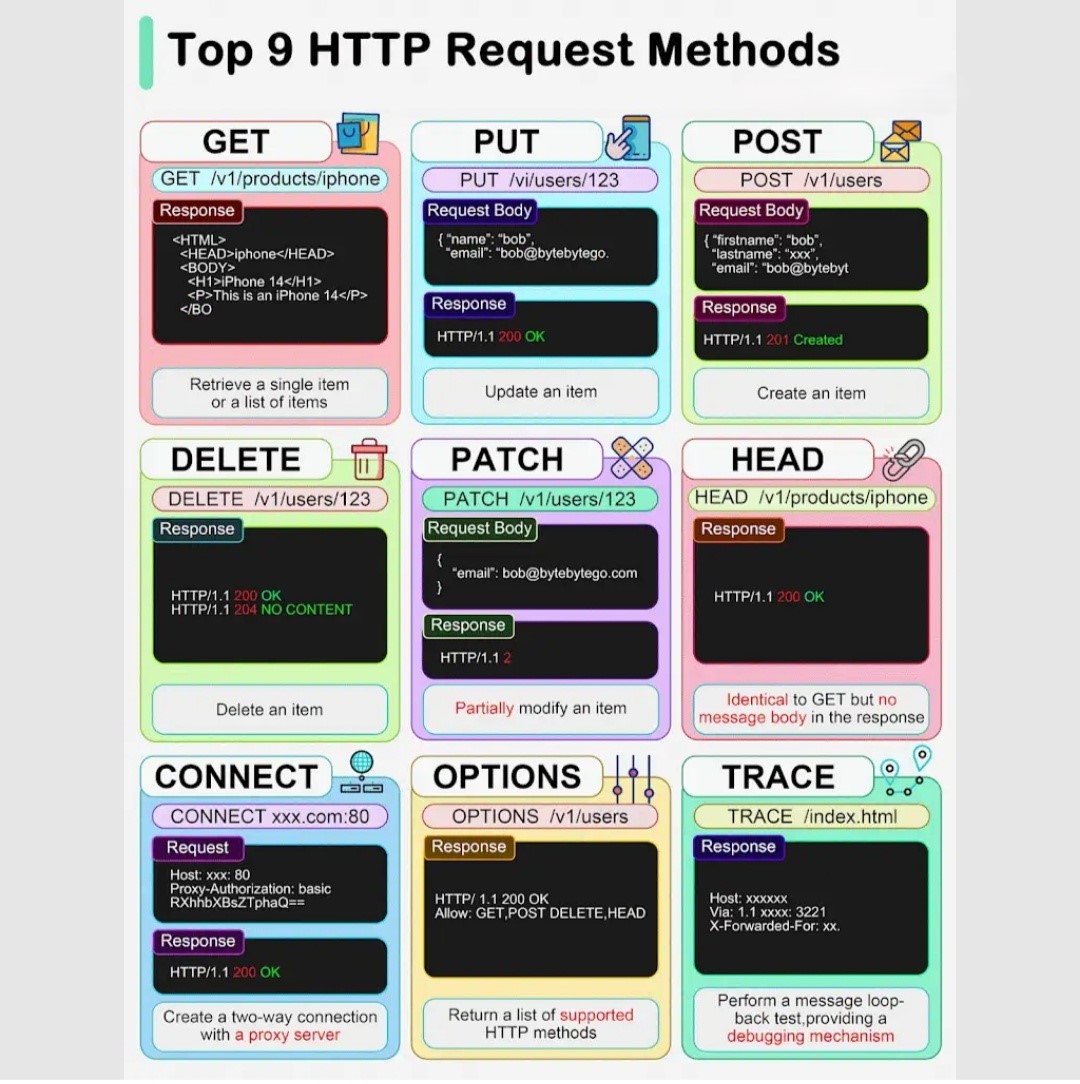 Top 9 HTTP Request Methods
GET
GET /v1/products/iphone
Response
<HTML>
<HEAD>iphone</HEAD>
<BODY>
<H1>iPhone 14</H1>
<P>This is an iPhone 14</P>
</BO
Retrieve a single item
or a list of items
PUT
PUT /vi/users/123
Request Body
{ “name”: “bob”,
“email”: “bob@bytebytego.
Response
HTTP/1.1 200 OK
Update an item
POST
POST /v1/users
Request Body
{ “firstname”: “bob”,
“lastname”: “xxx”,
“email”: “bob@bytebyt
Response
HTTP/1.1 201 Created
Create an item
DELETE
DELETE /v1/users/123
Response
HTTP/1.1 200 OK
HTTP/1.1 204 NO CONTENT
Delete an item
PATCH
PATCH /v1/users/123
Request Body
{
“email”: bob@bytebytego.com
}
Response
HTTP/1.1 2
Partially modify an item
HEAD
HEAD /v1/products/iphone
Response
HTTP/1.1 200 OK
Identical to GET but no
message body in the response
CONNECT
CONNECT xxx.com:80
Request
Host: xxx: 80
Proxy-Authorization: basic
RXhhbXBsZTphaQ==
Response
HTTP/1.1 200 OK
Create a two-way connection
with a proxy server
OPTIONS
OPTIONS /v1/users
Response
HTTP/ 1.1 200 OK
Allow: GET,POST DELETE,HEAD
Return a list of supported
HTTP methods
TRACE
TRACE /index.html
Response
Host: xxxxxx
Via: 1.1 xxxx: 3221
X-Forwarded-For: xx.
Perform a message loop-
back test,providing a
debugging mechanism